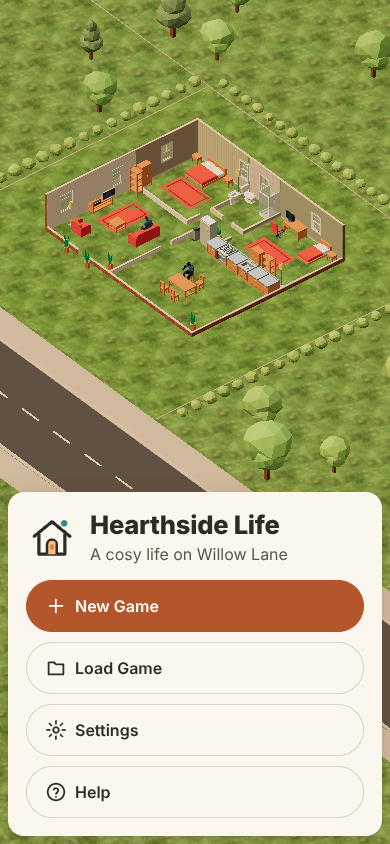 Hearthside Life
A cosy life on Willow Lane
New Game
Load Game
Settings
Help